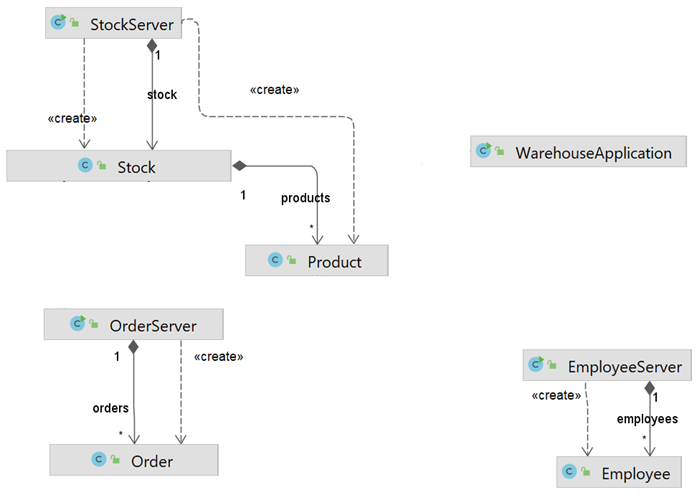 StockServer
1
stock
«create»
«create»
Stock
WarehouseApplication
1
products
*
Product
OrderServer
1
«create»
orders
*
Order
EmployeeServer
«create»
1
employees
*
Employee